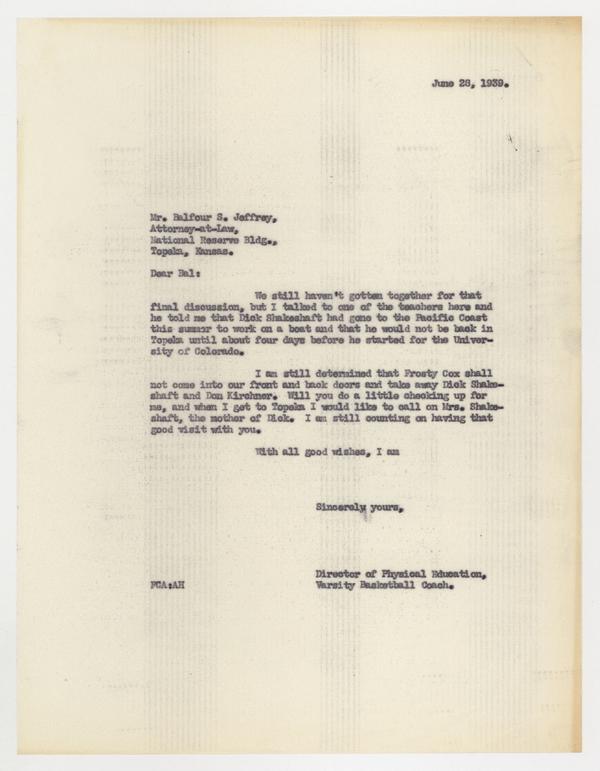 June 28, 1939.
Mr. Balfour S. Jeffrey,
Attorney-at-Law,
National Reserve Bldg.,
Topeka, Kansas.
Dear Bal:
We still haven't gotten together for that
final discussion, but I talked to one of the teachers here and
he told me that Dick Shakeshaft had gone to the Pacific Coast
this summer to work on a boat and that he would not be back in
Topeka until about four days before he started for the Univer-
sity of Colorado.
I am still determined that Frosty Cox shall
not come into our front and back doors and take away Dick Shake-
shaft and Don Kirchner. Will you do a little checking up for
me, and when I get to Topeka I would like to call on Mrs. Shake-
shaft, the mother of Dick. I am still counting on having that
good visit with you.
With all good wishes, I am
Sincerely yours,
Director of Physical Education,
FCA:AH Varsity Basketball Coach.